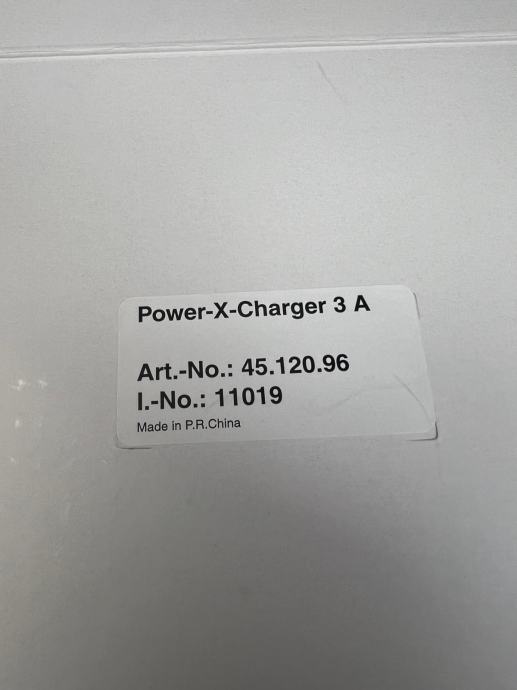 Power-X-Charger 3 A
Art.-No.: 45.120.96
I.-No.: 11019
Made in P.R.China